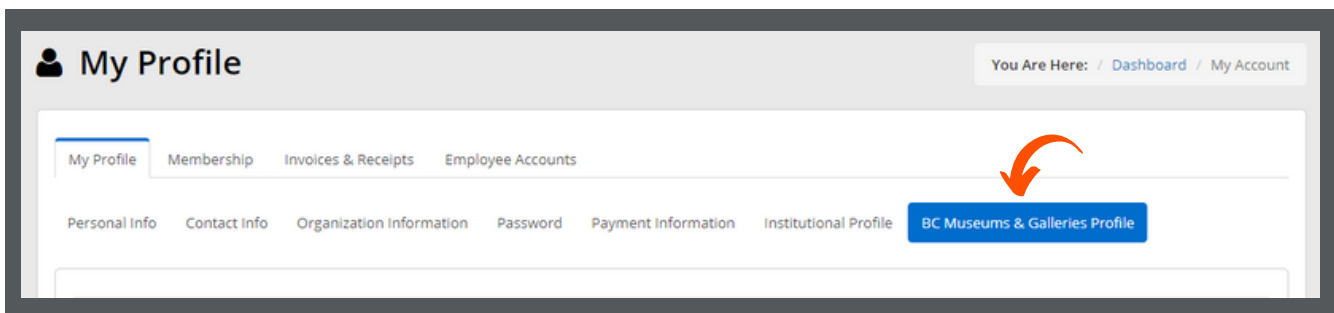 My Profile
You Are Here: / Dashboard / My Account
My Profile Membership Invoices & Receipts Employee Accounts
Personal Info Contact Info Organization Information Password Payment Information Institutional Profile BC Museums & Galleries Profile